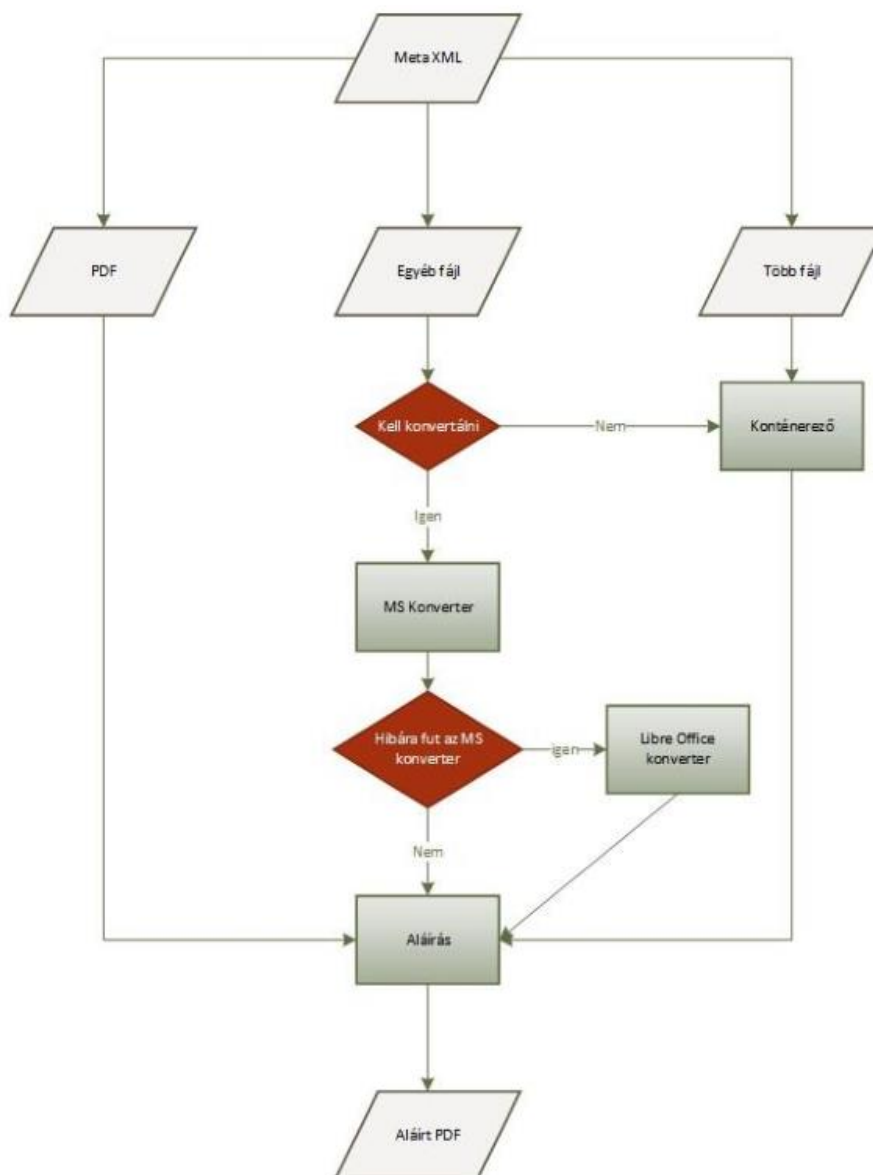 Meta XML
PDF
Egyéb fájl
Több fájl
Kell konvertálni
Nem
Konténerező
Igen
MS Konverter
Hibára fut az MS
konverter
igen
Libre Office
konverter
Nem
Aláírás
Aláírt PDF